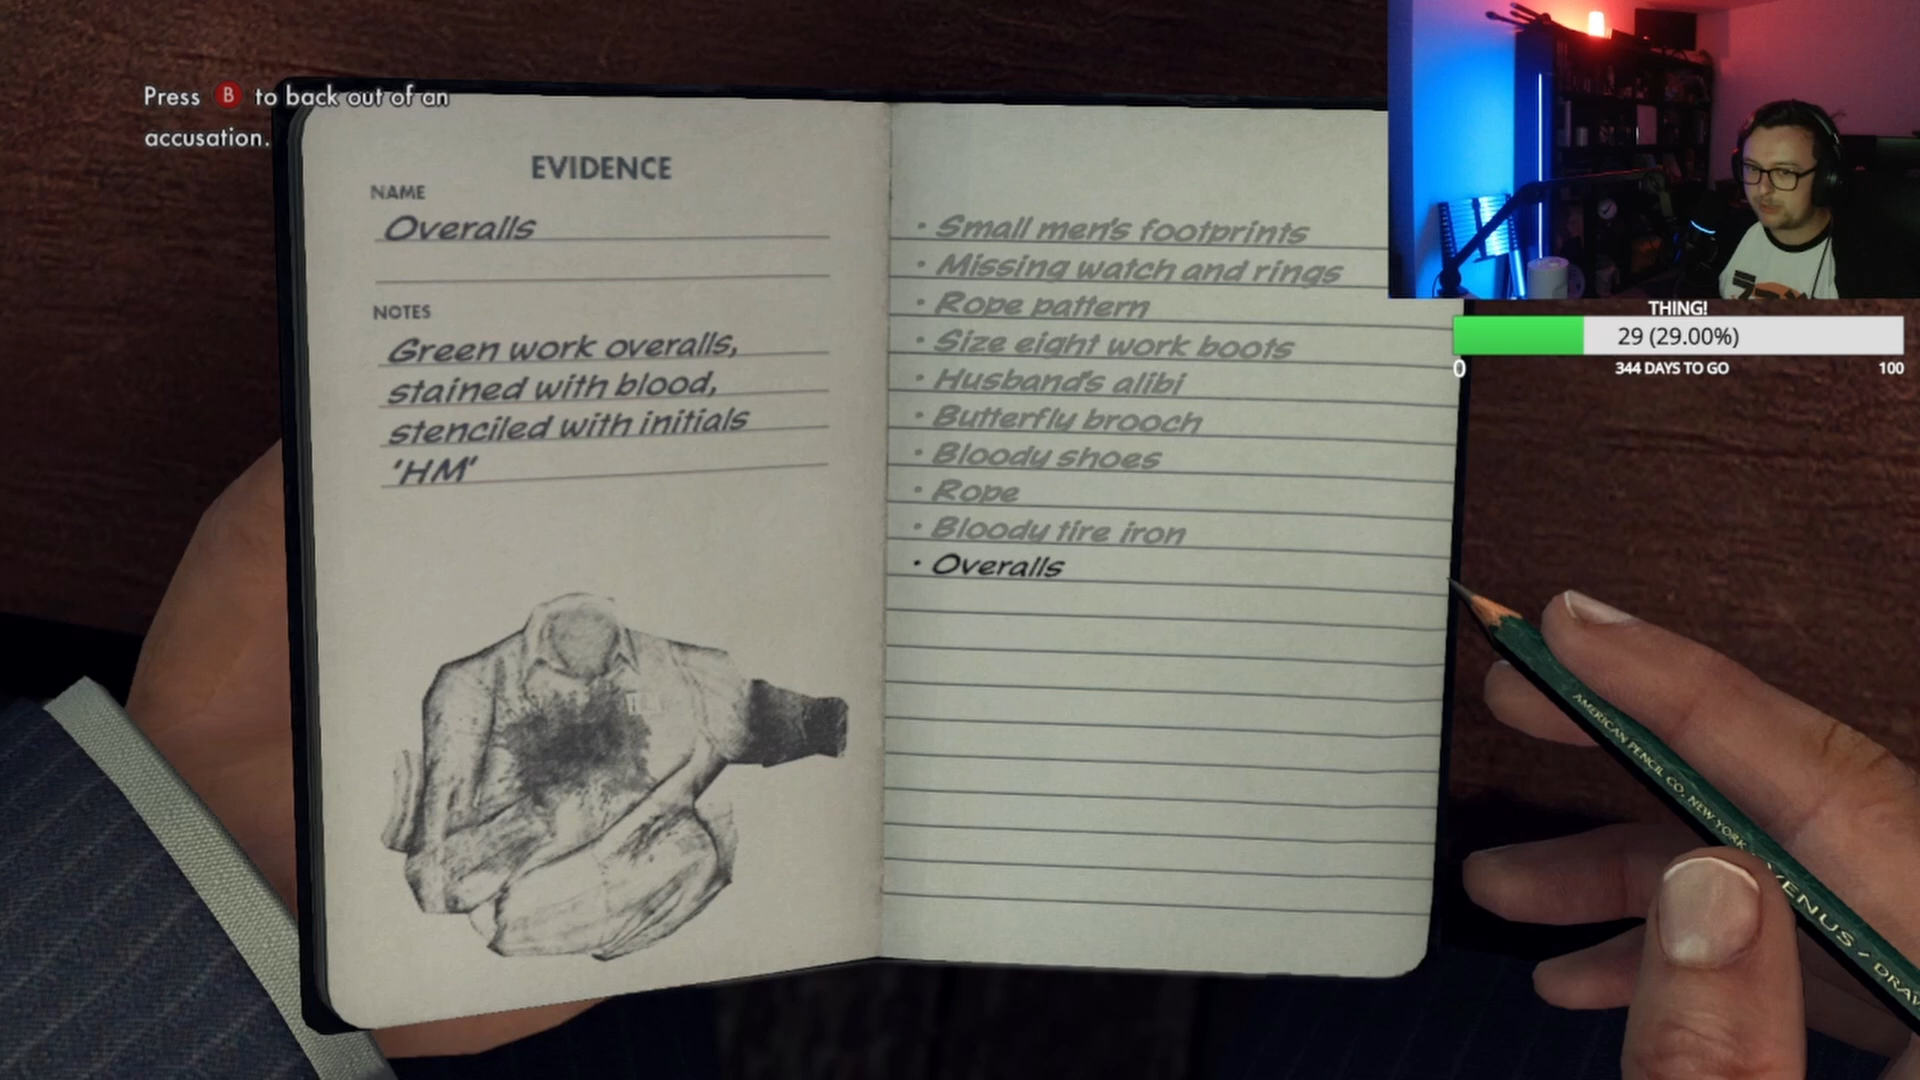 Press B to back out of an
accusation.
EVIDENCE
NAME
Overalls
NOTES
Green work overalls,
stained with blood,
stenciled with initials
'HM'
• Small men's footprints
• Missing watch and rings
• Rope pattern
• Size eight work boots
• Husband's alibi
• Butterfly brooch
• Bloody shoes
• Rope
• Bloody tire iron
• Overalls
THING!
29 (29.00%)
0
344 DAYS TO GO
100
AMERICAN PENCIL CO. NEW YORK
VENUS / DRAW